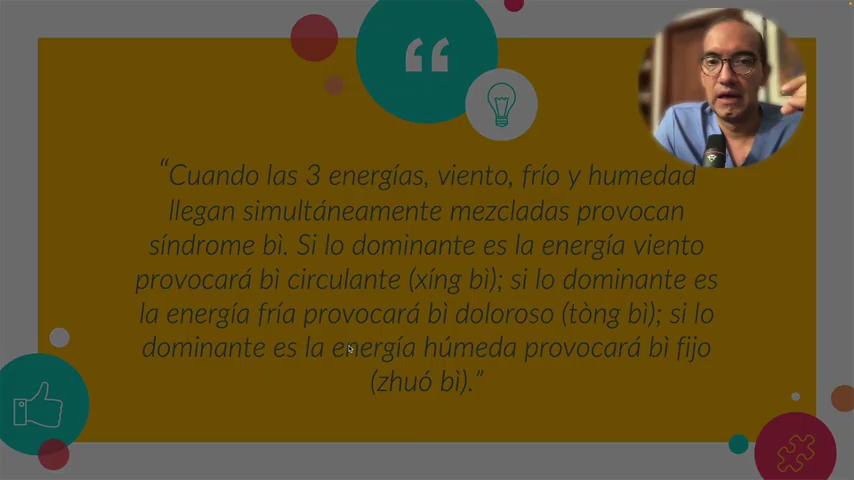 “Cuando las 3 energías, viento, frío y humedad
llegan simultáneamente mezcladas provocan
síndrome bì. Si lo dominante es la energía viento
provocará bì circulante (xíng bì); si lo dominante es
la energía fría provocará bì doloroso (tòng bì); si lo
dominante es la energía húmeda provocará bì fijo
(zhuó bì).”